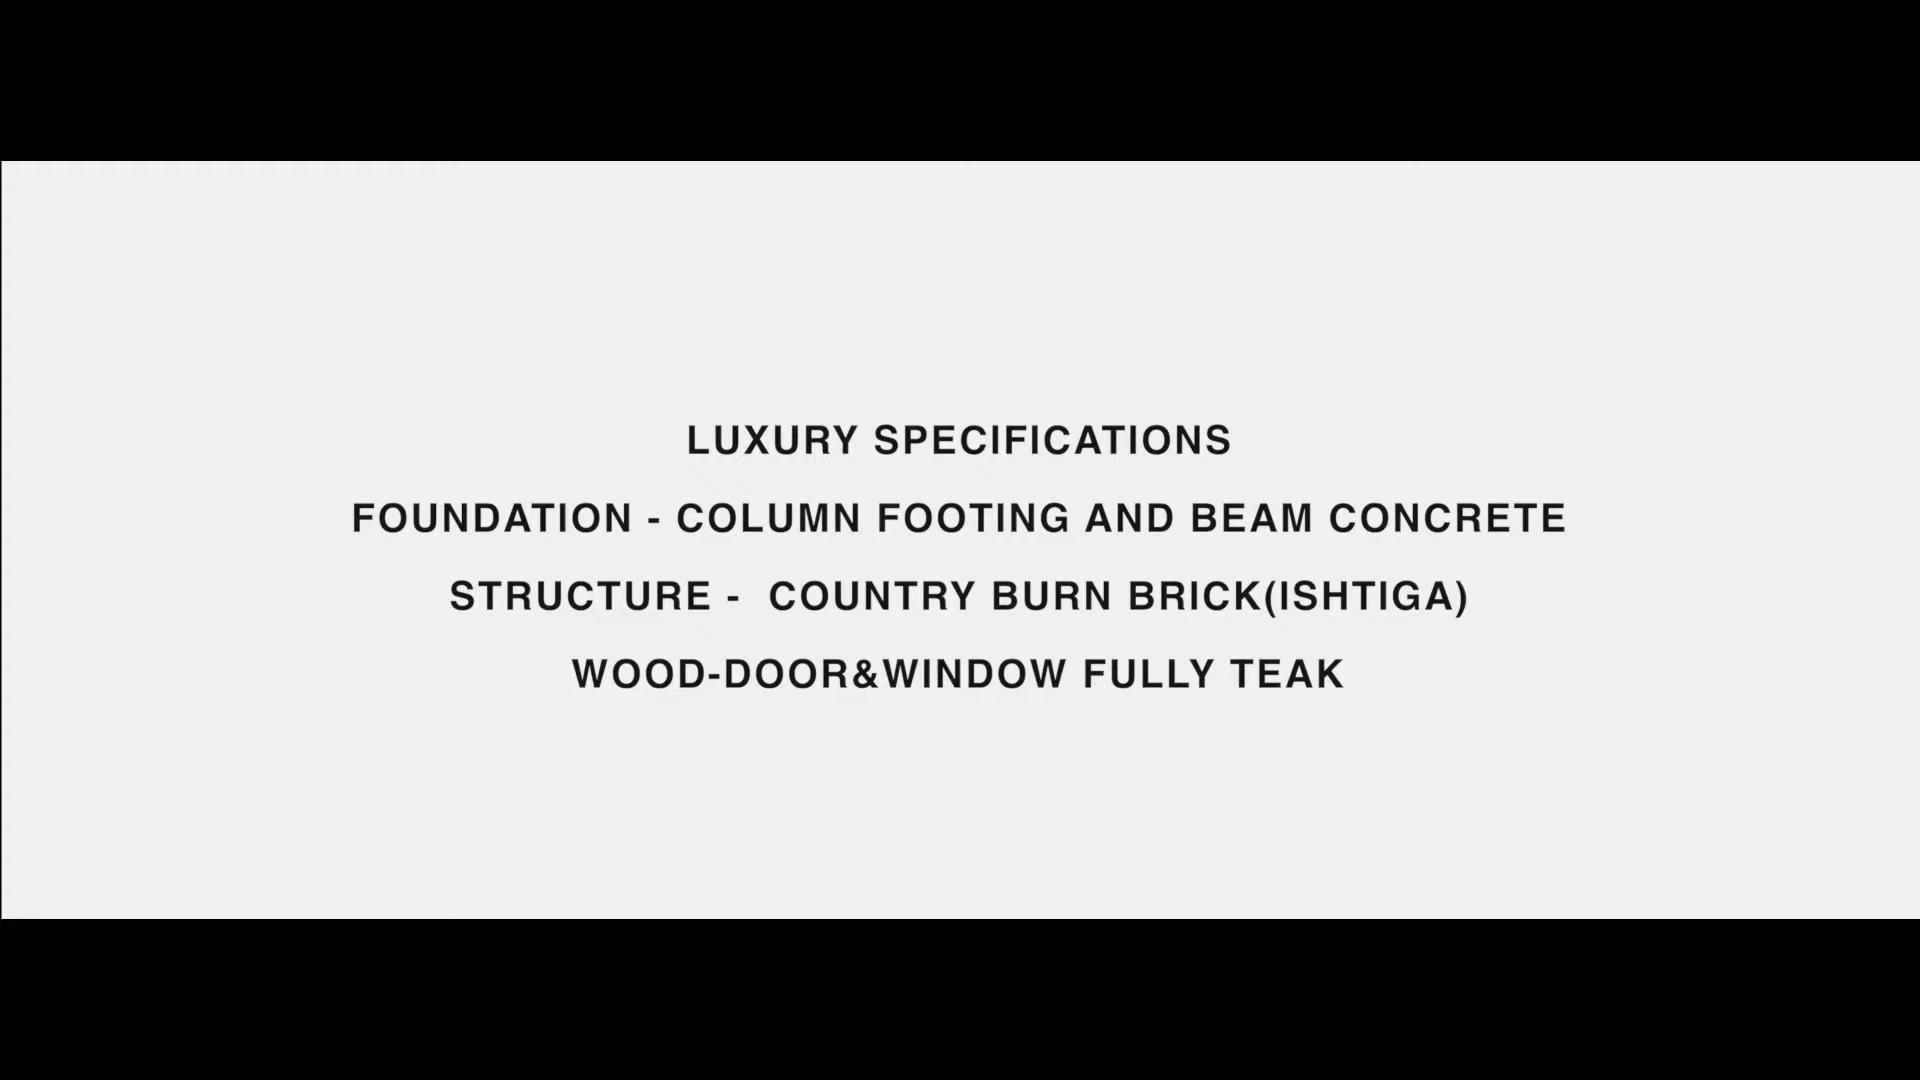 LUXURY SPECIFICATIONS
FOUNDATION - COLUMN FOOTING AND BEAM CONCRETE
STRUCTURE -  COUNTRY BURN BRICK(ISHTIGA)
WOOD-DOOR&WINDOW FULLY TEAK